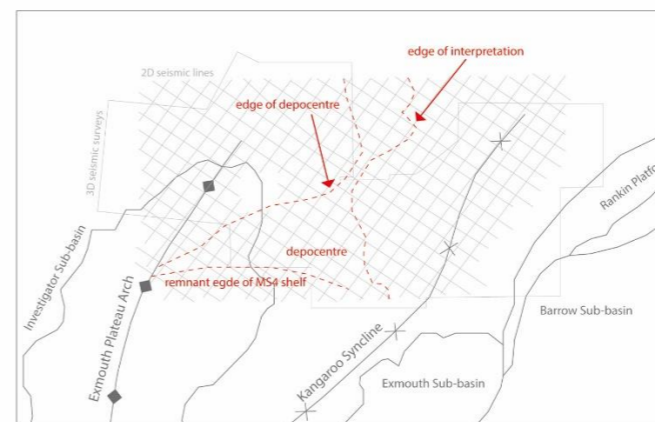 edge of interpretation
2D seismic lines
edge of depocentre
3D seismic surveys
Rankin Platfo
Investigator Sub-basin
depocentre
remnant egde of MS4 shelf
Exmouth Plateau Arch
Barrow Sub-basin
Kangaroo Syncline
Exmouth Sub-basin